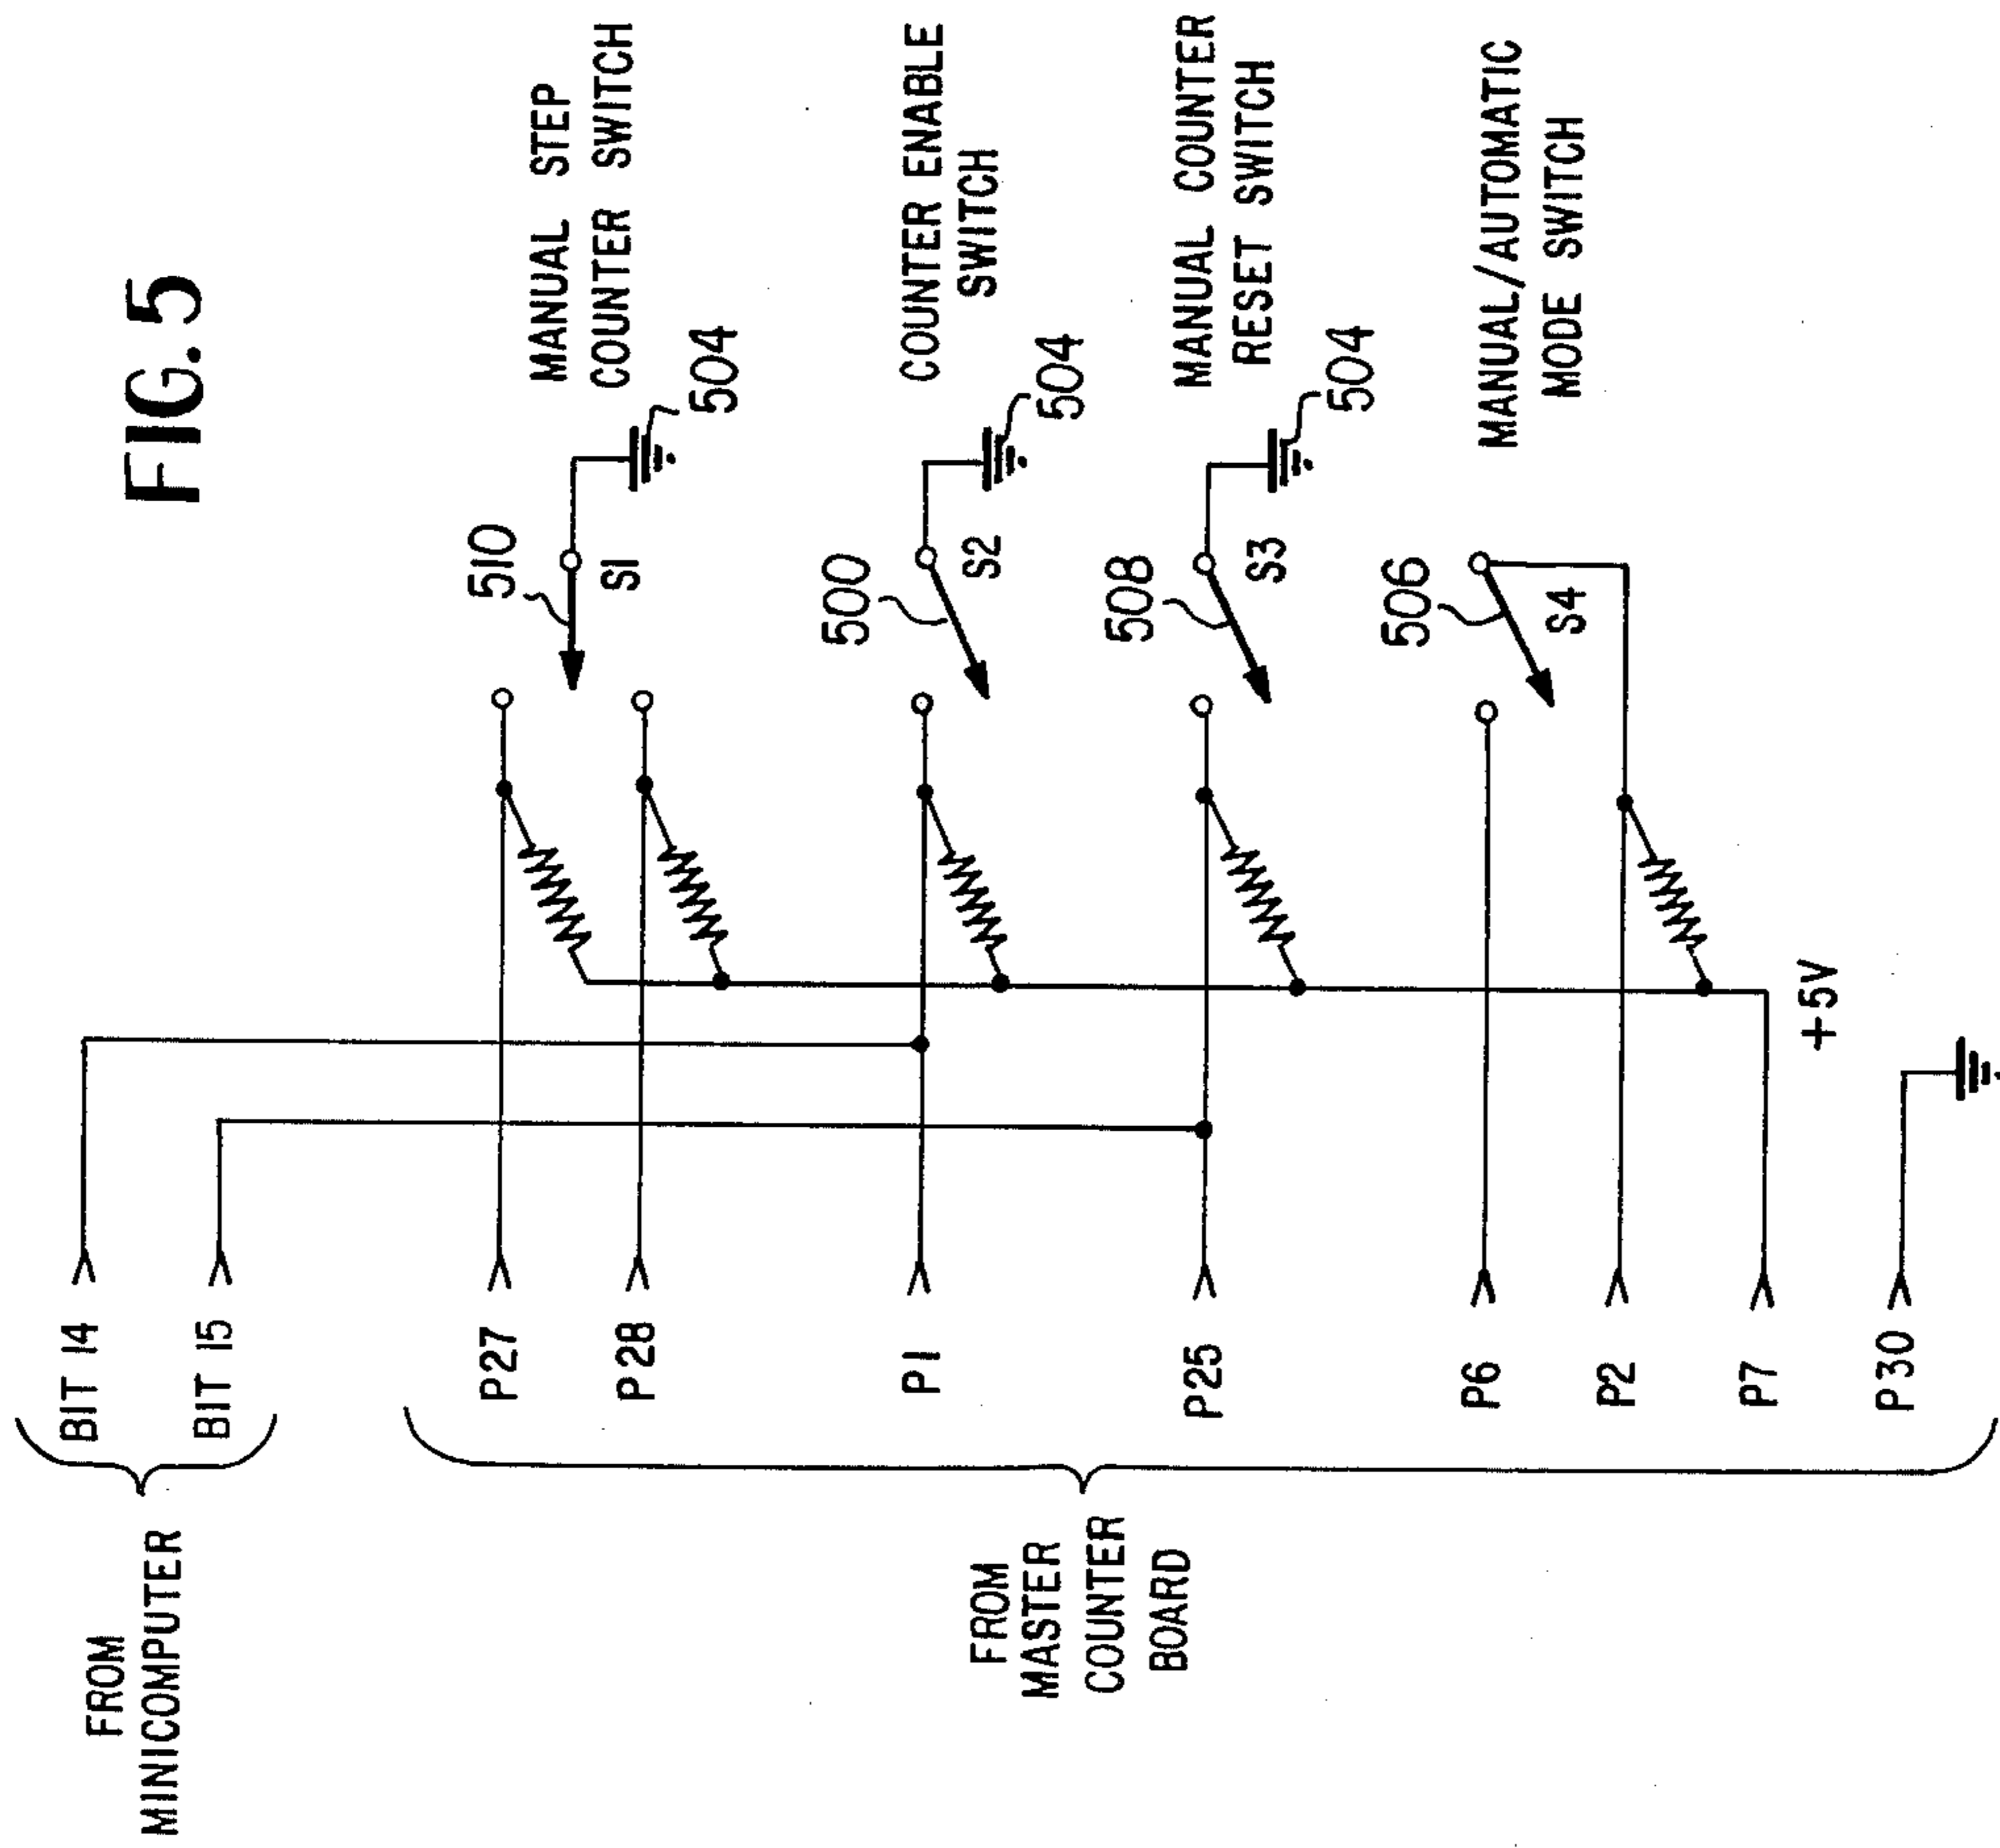 FIG. 5
FROM
MINICOMPUTER
BIT 14
BIT 15
FROM
MASTER
COUNTER
BOARD
P27
P28
P1
P25
P6
P2
P7
P30
+5V
510
S1
504
MANUAL STEP
COUNTER SWITCH
500
S2
504
COUNTER ENABLE
SWITCH
508
S3
504
MANUAL COUNTER
RESET SWITCH
506
S4
MANUAL/AUTOMATIC
MODE SWITCH